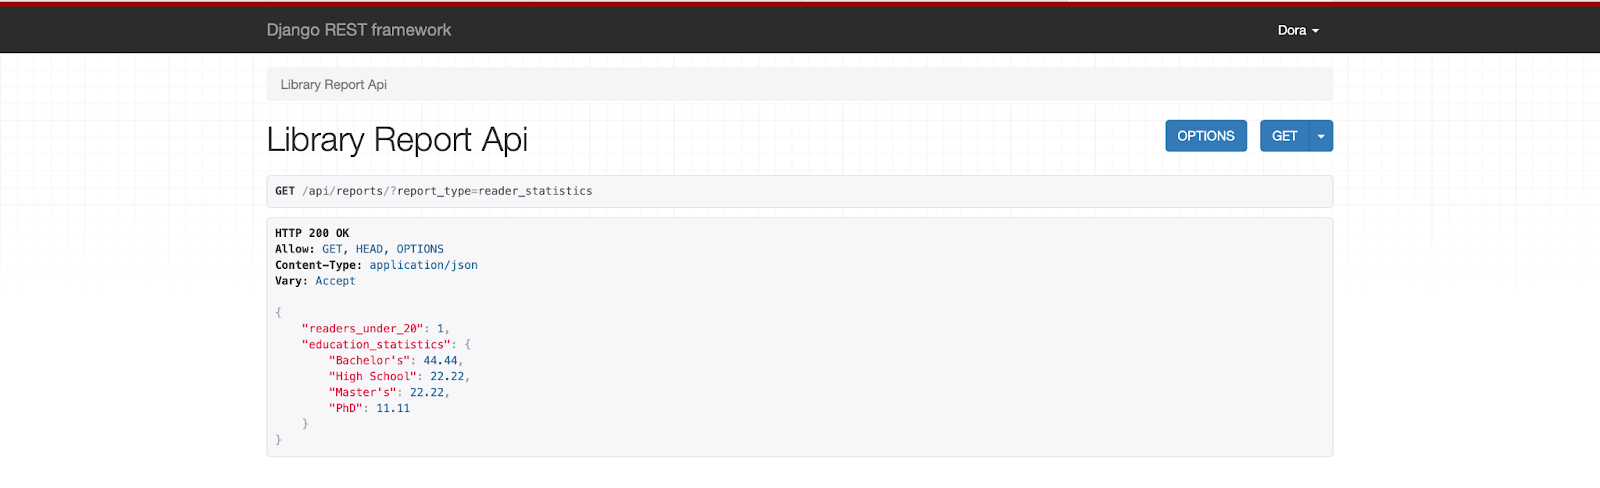 Django REST framework
Dora
Library Report Api
Library Report Api
OPTIONS
GET
GET /api/reports/?report_type=reader_statistics
HTTP 200 OK
Allow: GET, HEAD, OPTIONS
Content-Type: application/json
Vary: Accept
{
    "readers_under_20": 1,
    "education_statistics": {
        "Bachelor's": 44.44,
        "High School": 22.22,
        "Master's": 22.22,
        "PhD": 11.11
    }
}